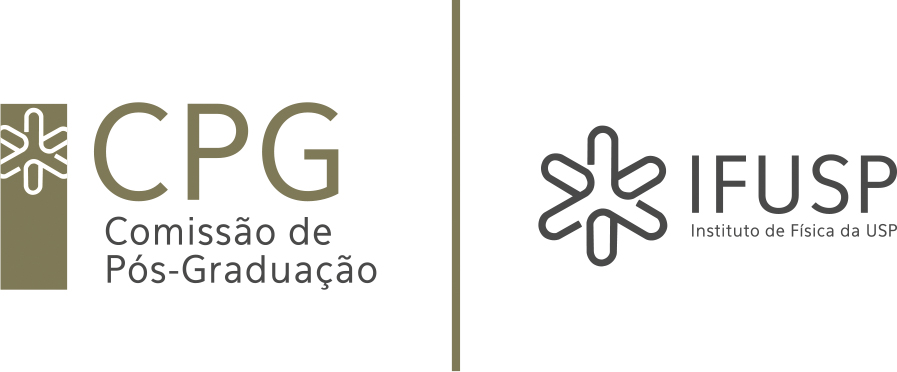 CPG
Comissão de
Pós-Graduação
IFUSP
Instituto de Física da USP